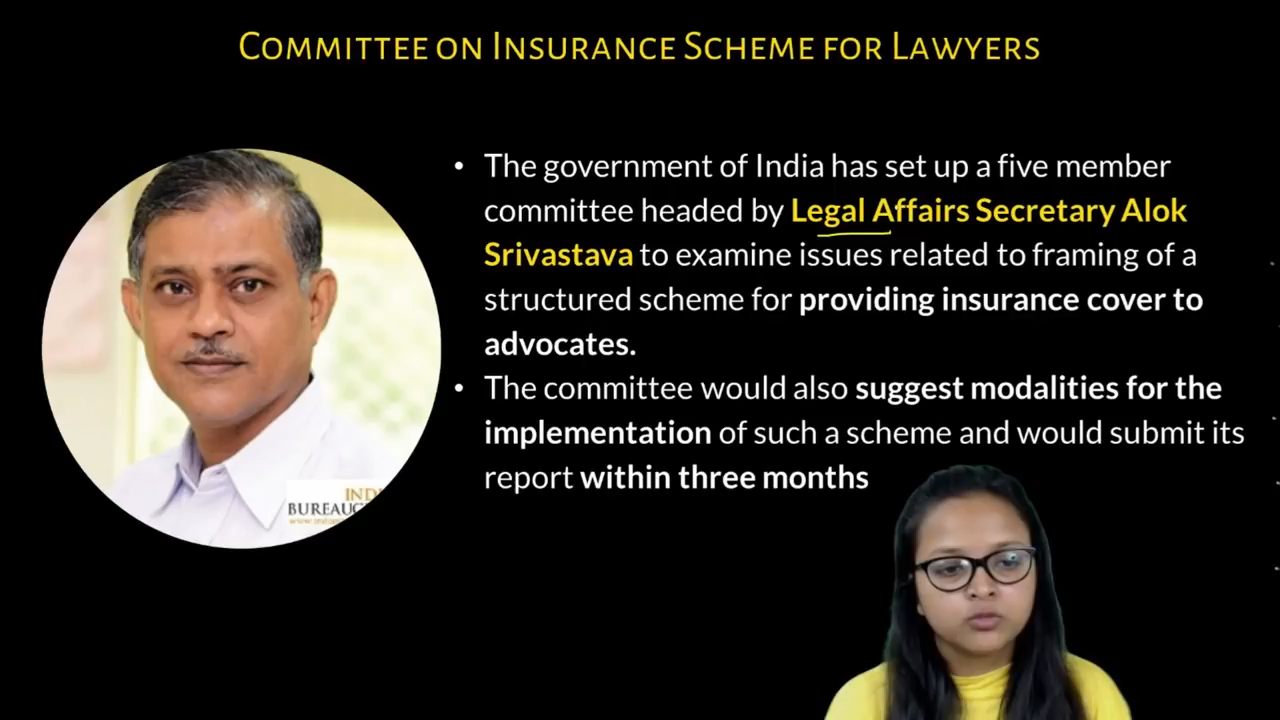 COMMITTEE ON INSURANCE SCHEME FOR LAWYERS
• The government of India has set up a five member
committee headed by Legal Affairs Secretary Alok
Srivastava to examine issues related to framing of a
structured scheme for providing insurance cover to
advocates.
• The committee would also suggest modalities for the
implementation of such a scheme and would submit its
report within three months